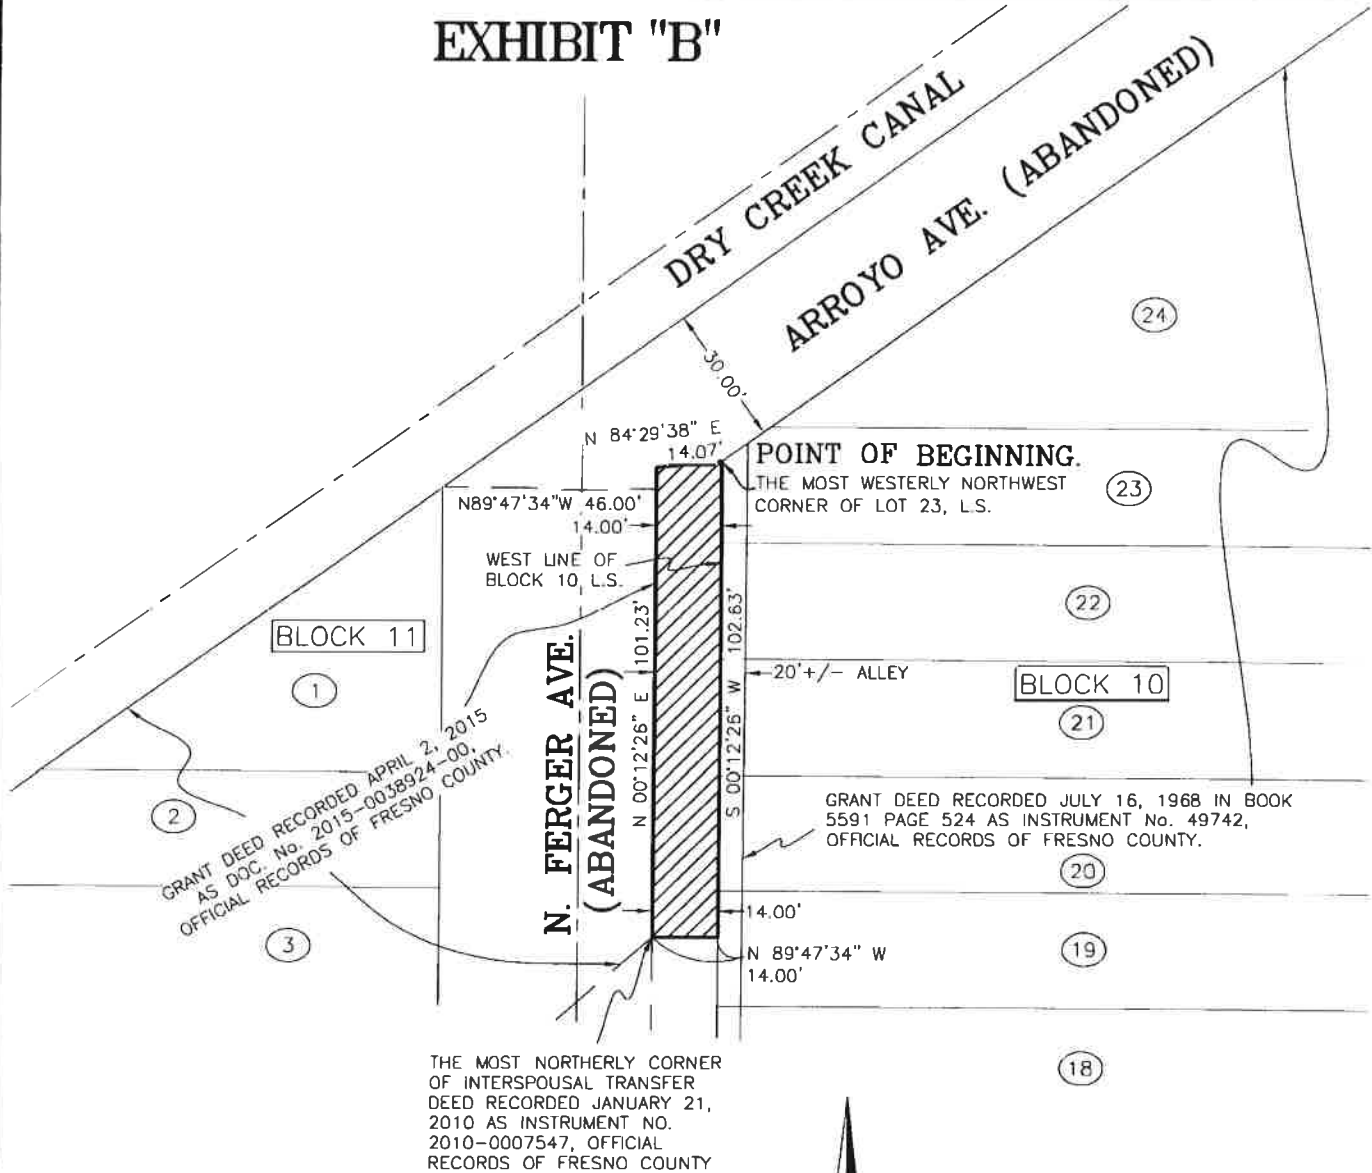 EXHIBIT "B"
DRY CREEK CANAL
ARROYO AVE. (ABANDONED)
24
30.00'
N 84°29'38" E
14.07'
POINT OF BEGINNING.
THE MOST WESTERLY NORTHWEST
CORNER OF LOT 23, L.S.
23
N89°47'34"W 46.00'
14.00'
WEST LINE OF
BLOCK 10, L.S.
22
BLOCK 11
1
N 00°12'26" E 101.23'
S 00°12'26" W 102.63'
20'+/- ALLEY
BLOCK 10
21
N. FERGER AVE.
(ABANDONED)
2
GRANT DEED RECORDED APRIL 2, 2015
AS DOC. No. 2015-0038924-00,
OFFICIAL RECORDS OF FRESNO COUNTY.
GRANT DEED RECORDED JULY 16, 1968 IN BOOK
5591 PAGE 524 AS INSTRUMENT No. 49742,
OFFICIAL RECORDS OF FRESNO COUNTY.
20
14.00'
3
N 89°47'34" W
14.00'
19
THE MOST NORTHERLY CORNER
OF INTERSPOUSAL TRANSFER
DEED RECORDED JANUARY 21,
2010 AS INSTRUMENT NO.
2010-0007547, OFFICIAL
RECORDS OF FRESNO COUNTY
18